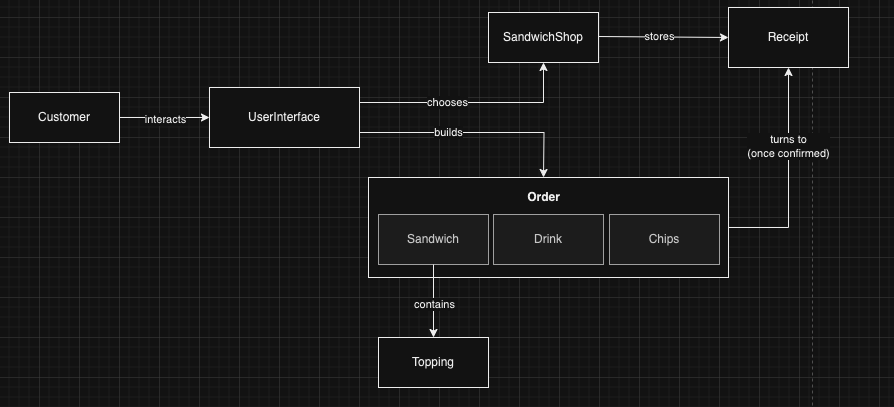 SandwichShop
stores
Receipt
Customer
interacts
UserInterface
chooses
builds
turns to
(once confirmed)
Order
Sandwich
Drink
Chips
contains
Topping